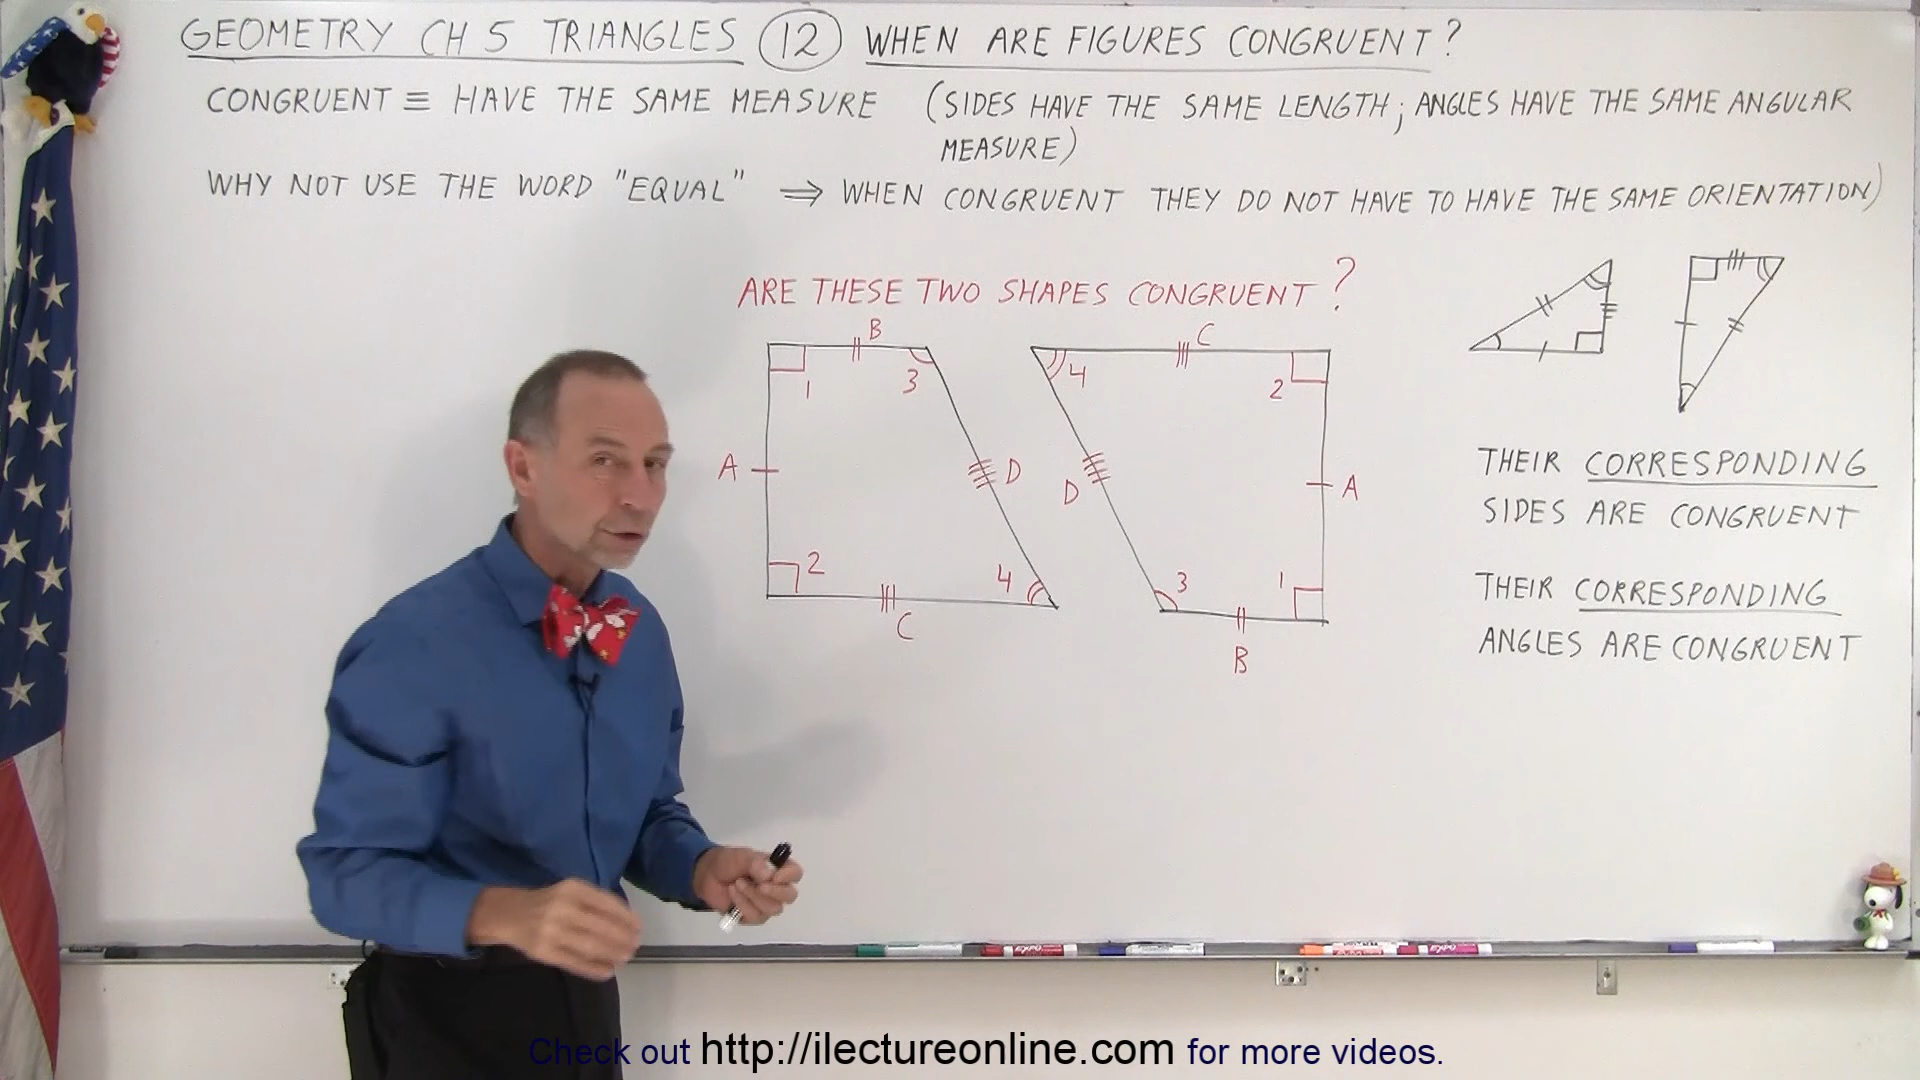 GEOMETRY CH 5 TRIANGLES 12 WHEN ARE FIGURES CONGRUENT?
CONGRUENT ≡ HAVE THE SAME MEASURE (SIDES HAVE THE SAME LENGTH; ANGLES HAVE THE SAME ANGULAR
MEASURE)
WHY NOT USE THE WORD "EQUAL" ⇒ WHEN CONGRUENT THEY DO NOT HAVE TO HAVE THE SAME ORIENTATION)
ARE THESE TWO SHAPES CONGRUENT?
B
1
3
A
D
2
4
C
C
4
2
D
A
3
1
B
THEIR CORRESPONDING
SIDES ARE CONGRUENT
THEIR CORRESPONDING
ANGLES ARE CONGRUENT
Check out http://ilectureonline.com for more videos.